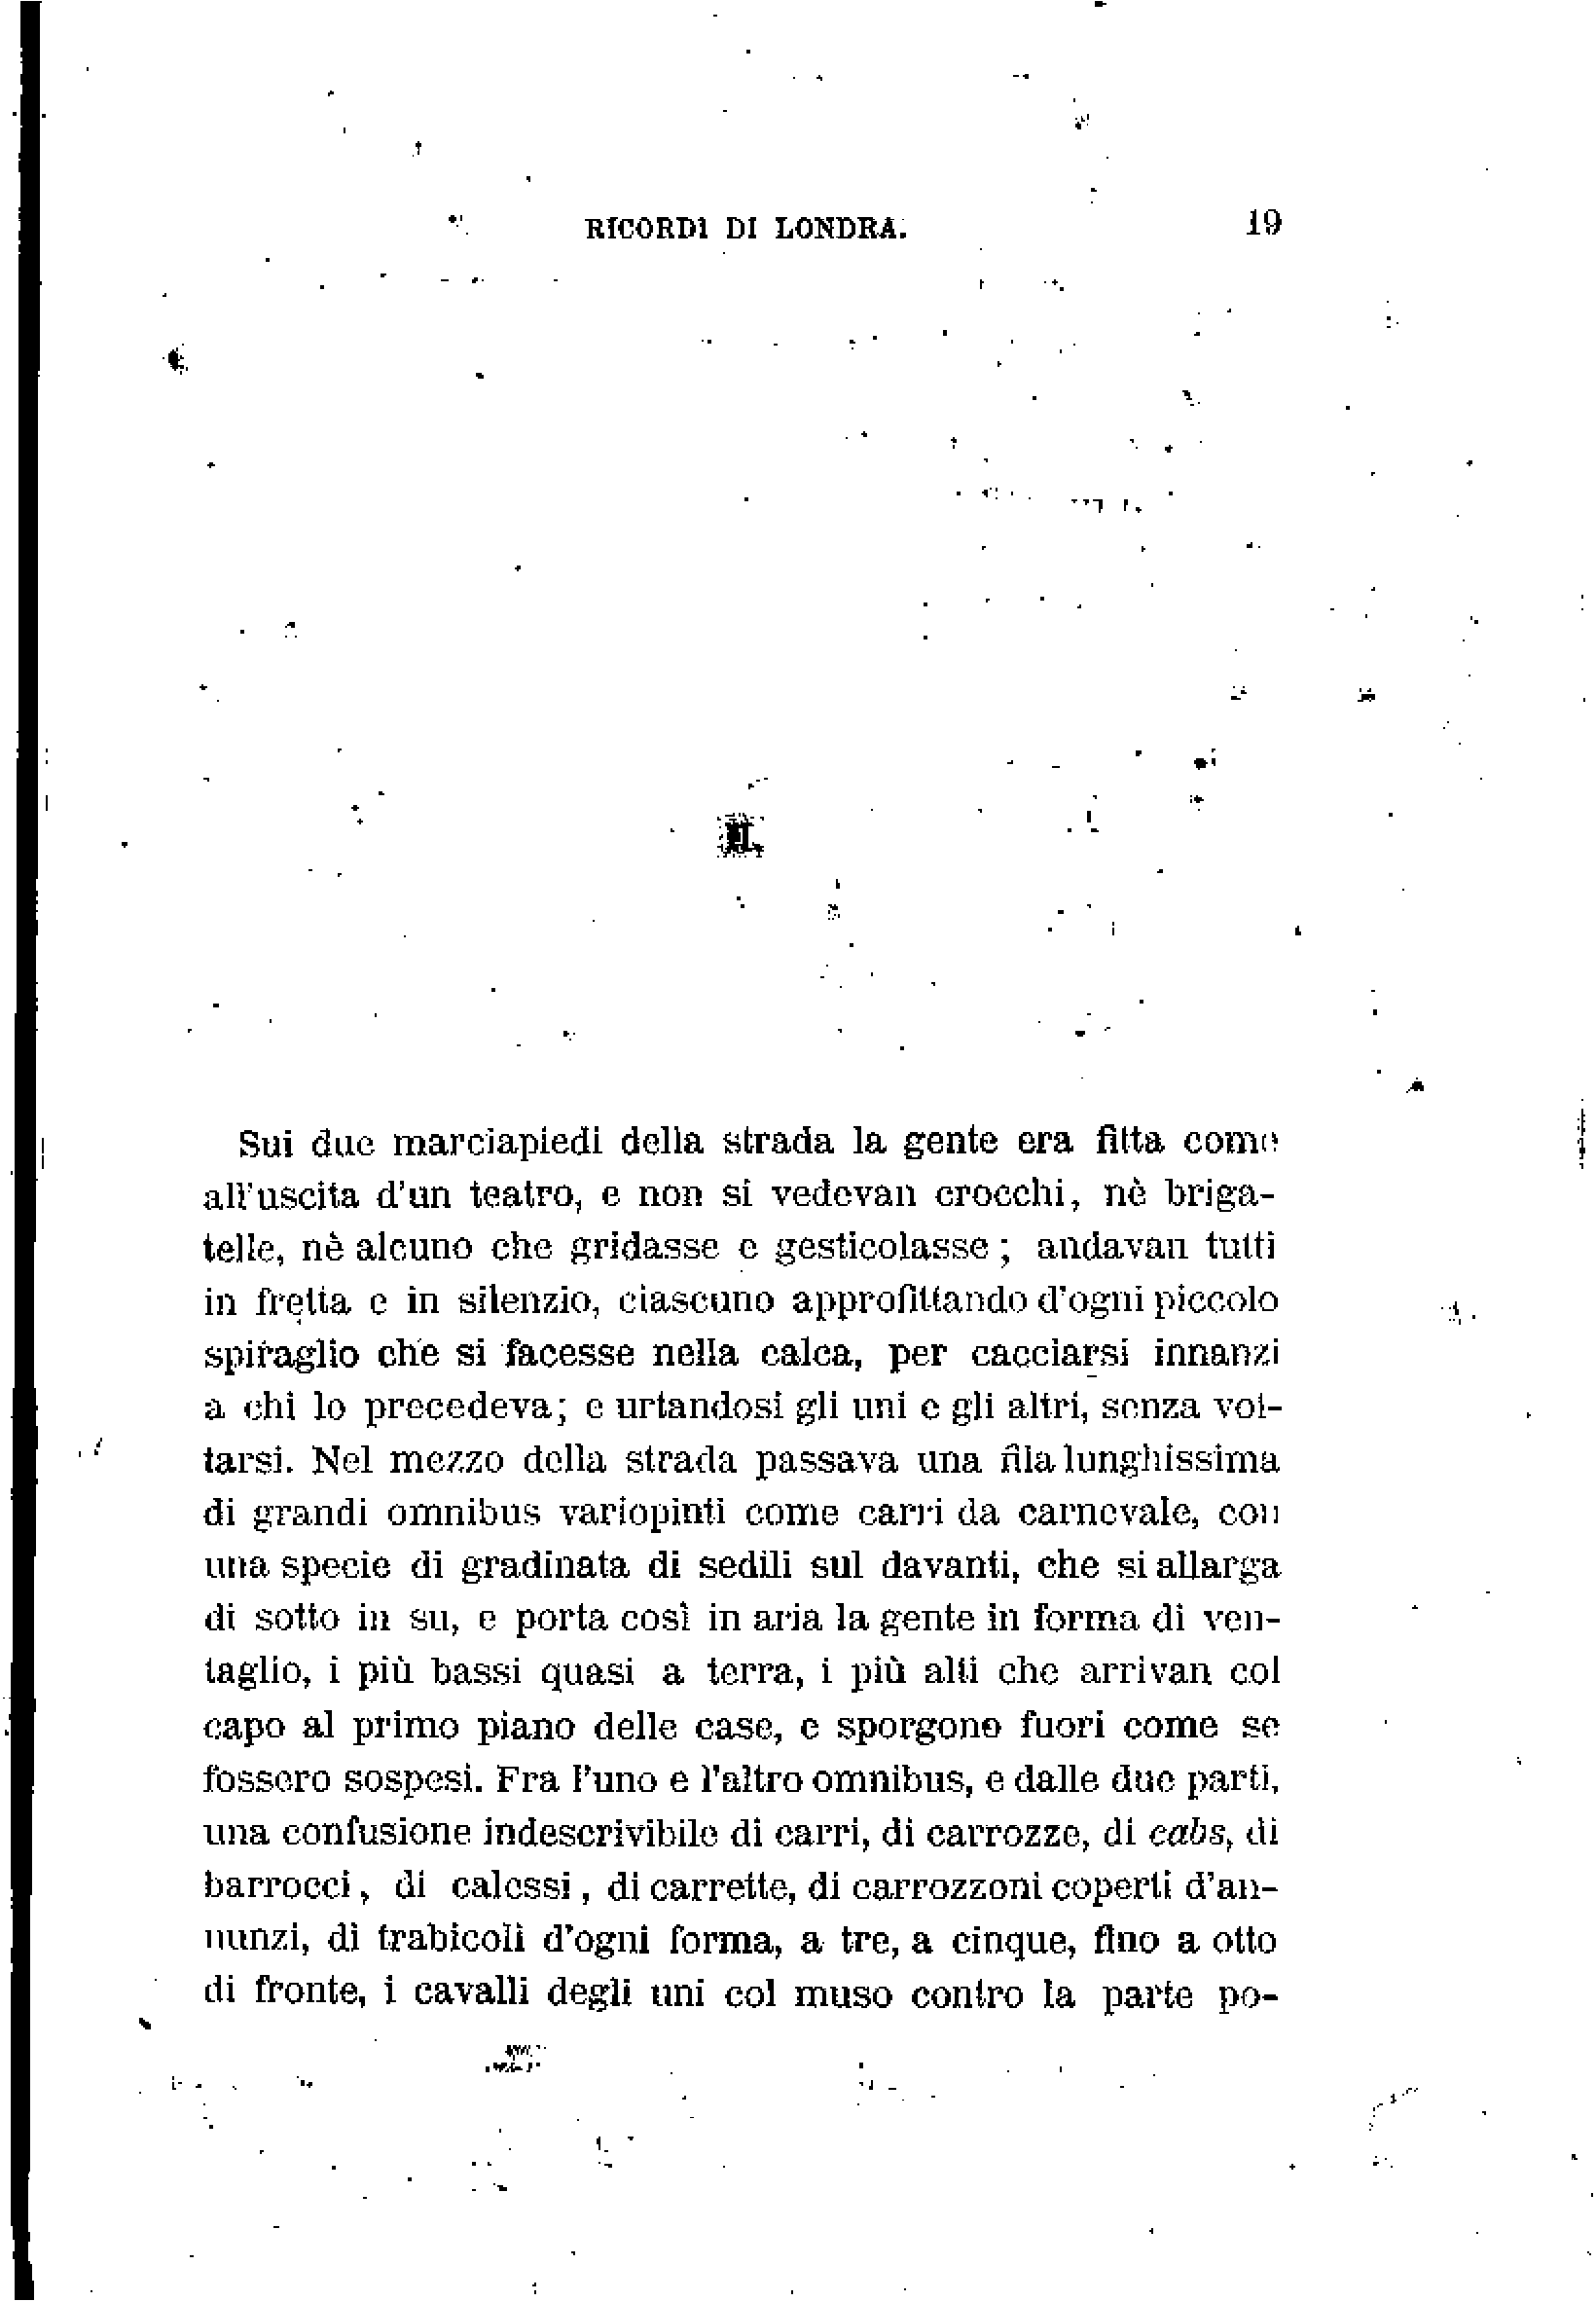 RICORDI DI LONDRA. 19
II.
Sui due marciapiedi della strada la gente era fitta come
all'uscita d'un teatro, e non si vedevan crocchi, nè briga-
telle, nè alcuno che gridasse e gesticolasse; andavan tutti
in fretta e in silenzio, ciascuno approfittando d'ogni piccolo
spiraglio che si facesse nella calca, per cacciarsi innanzi
a chi lo precedeva; e urtandosi gli uni e gli altri, senza vol-
tarsi. Nel mezzo della strada passava una fila lunghissima
di grandi omnibus variopinti come carri da carnevale, con
una specie di gradinata di sedili sul davanti, che si allarga
di sotto in su, e porta così in aria la gente in forma di ven-
taglio, i più bassi quasi a terra, i più alti che arrivan col
capo al primo piano delle case, e sporgono fuori come se
fossero sospesi. Fra l'uno e l'altro omnibus, e dalle due parti,
una confusione indescrivibile di carri, di carrozze, di cabs, di
barrocci, di calessi, di carrette, di carrozzoni coperti d'an-
nunzi, di trabicoli d'ogni forma, a tre, a cinque, fino a otto
di fronte, i cavalli degli uni col muso contro la parte po-